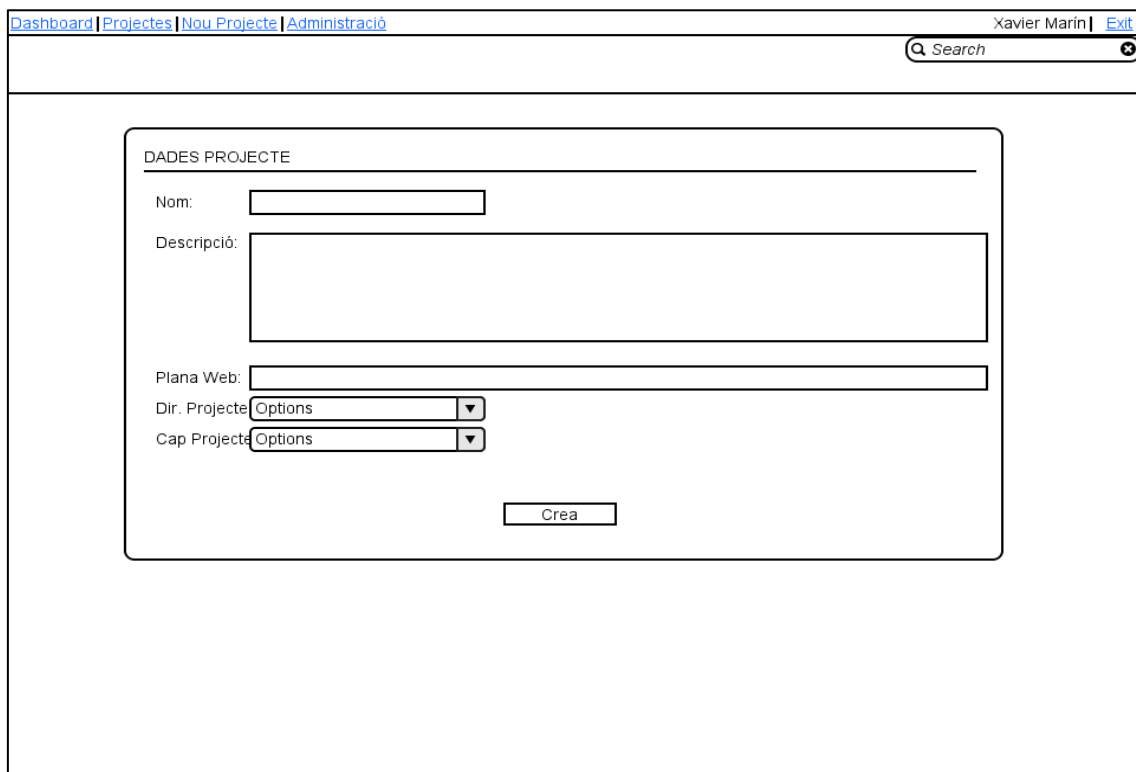 Dashboard | Projectes | Nou Projecte | Administració Xavier Marín | Exit
Search
DADES PROJECTE
Nom:
Descripció:
Plana Web:
Dir. Projecte Options
Cap Projecte Options
Crea